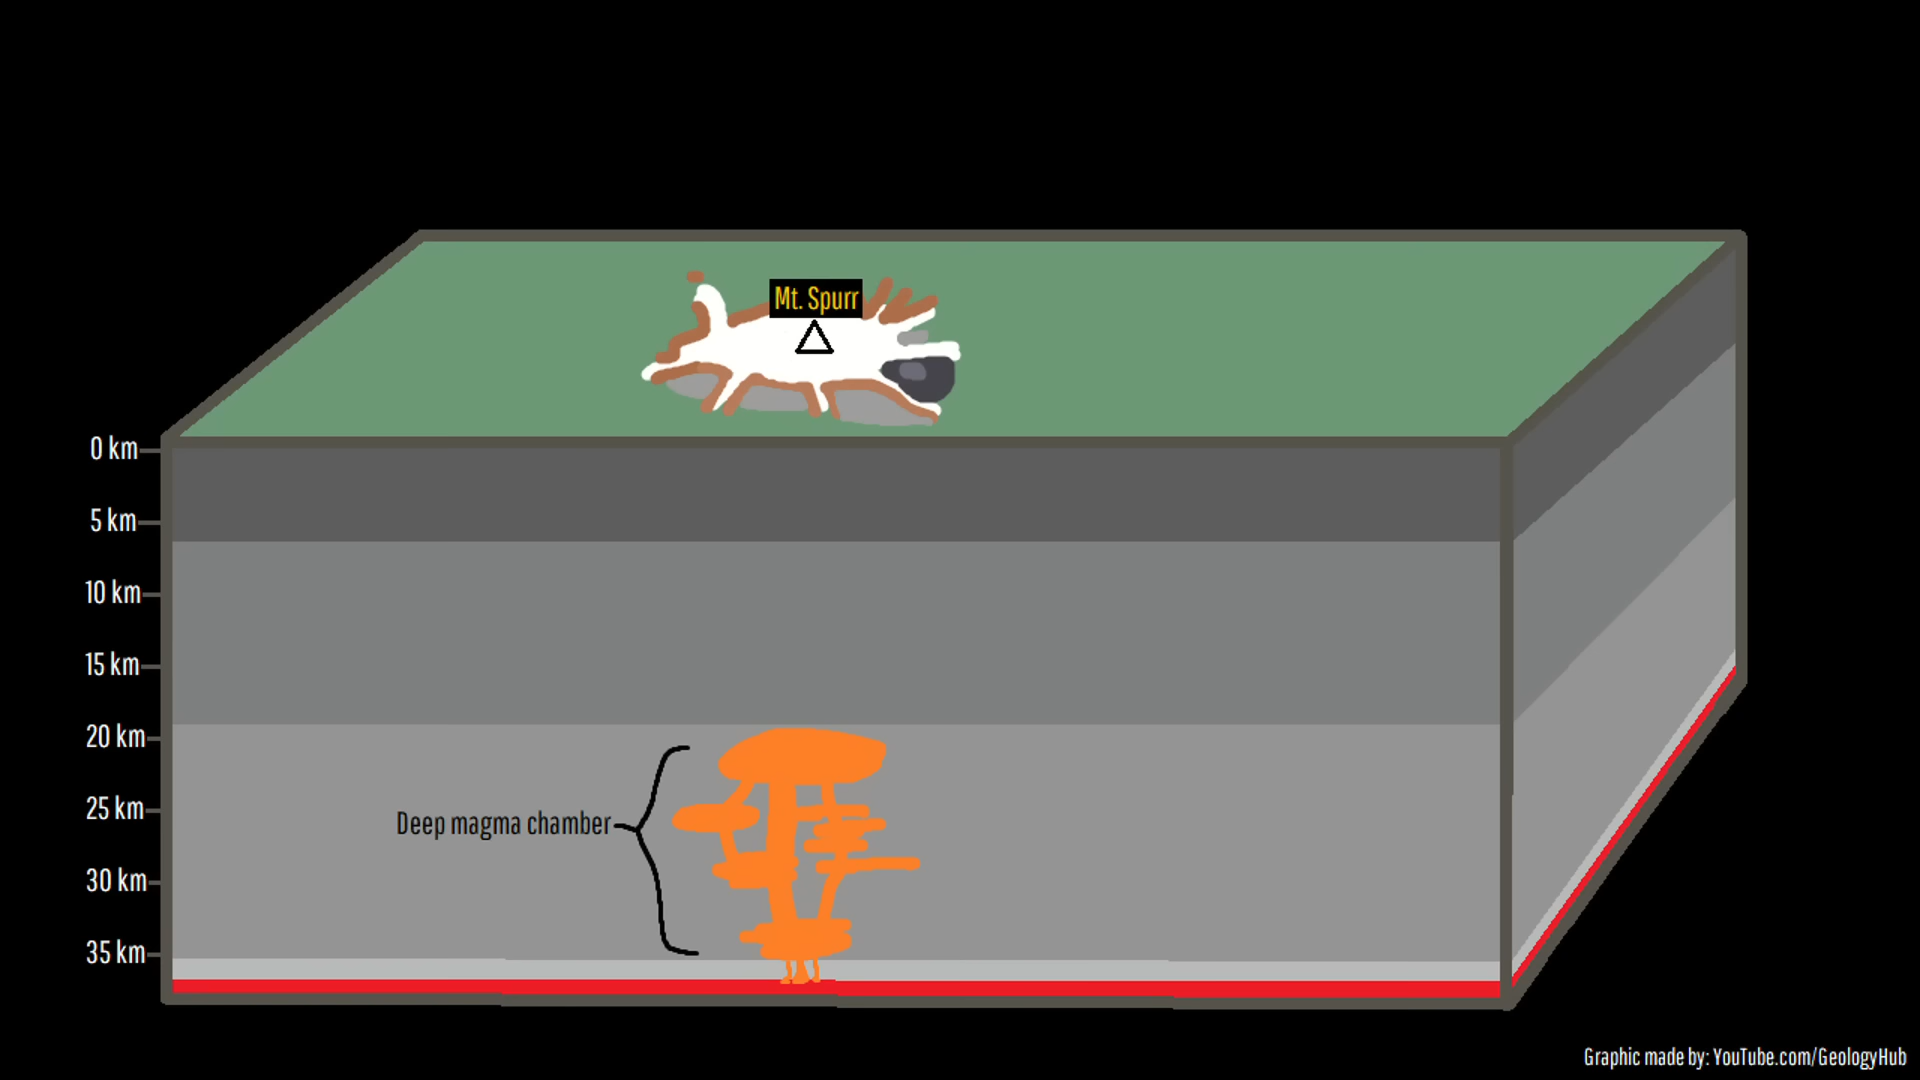 Mt. Spurr
0 km
5 km
10 km
15 km
20 km
25 km
Deep magma chamber
30 km
35 km
Graphic made by: YouTube.com/GeologyHub